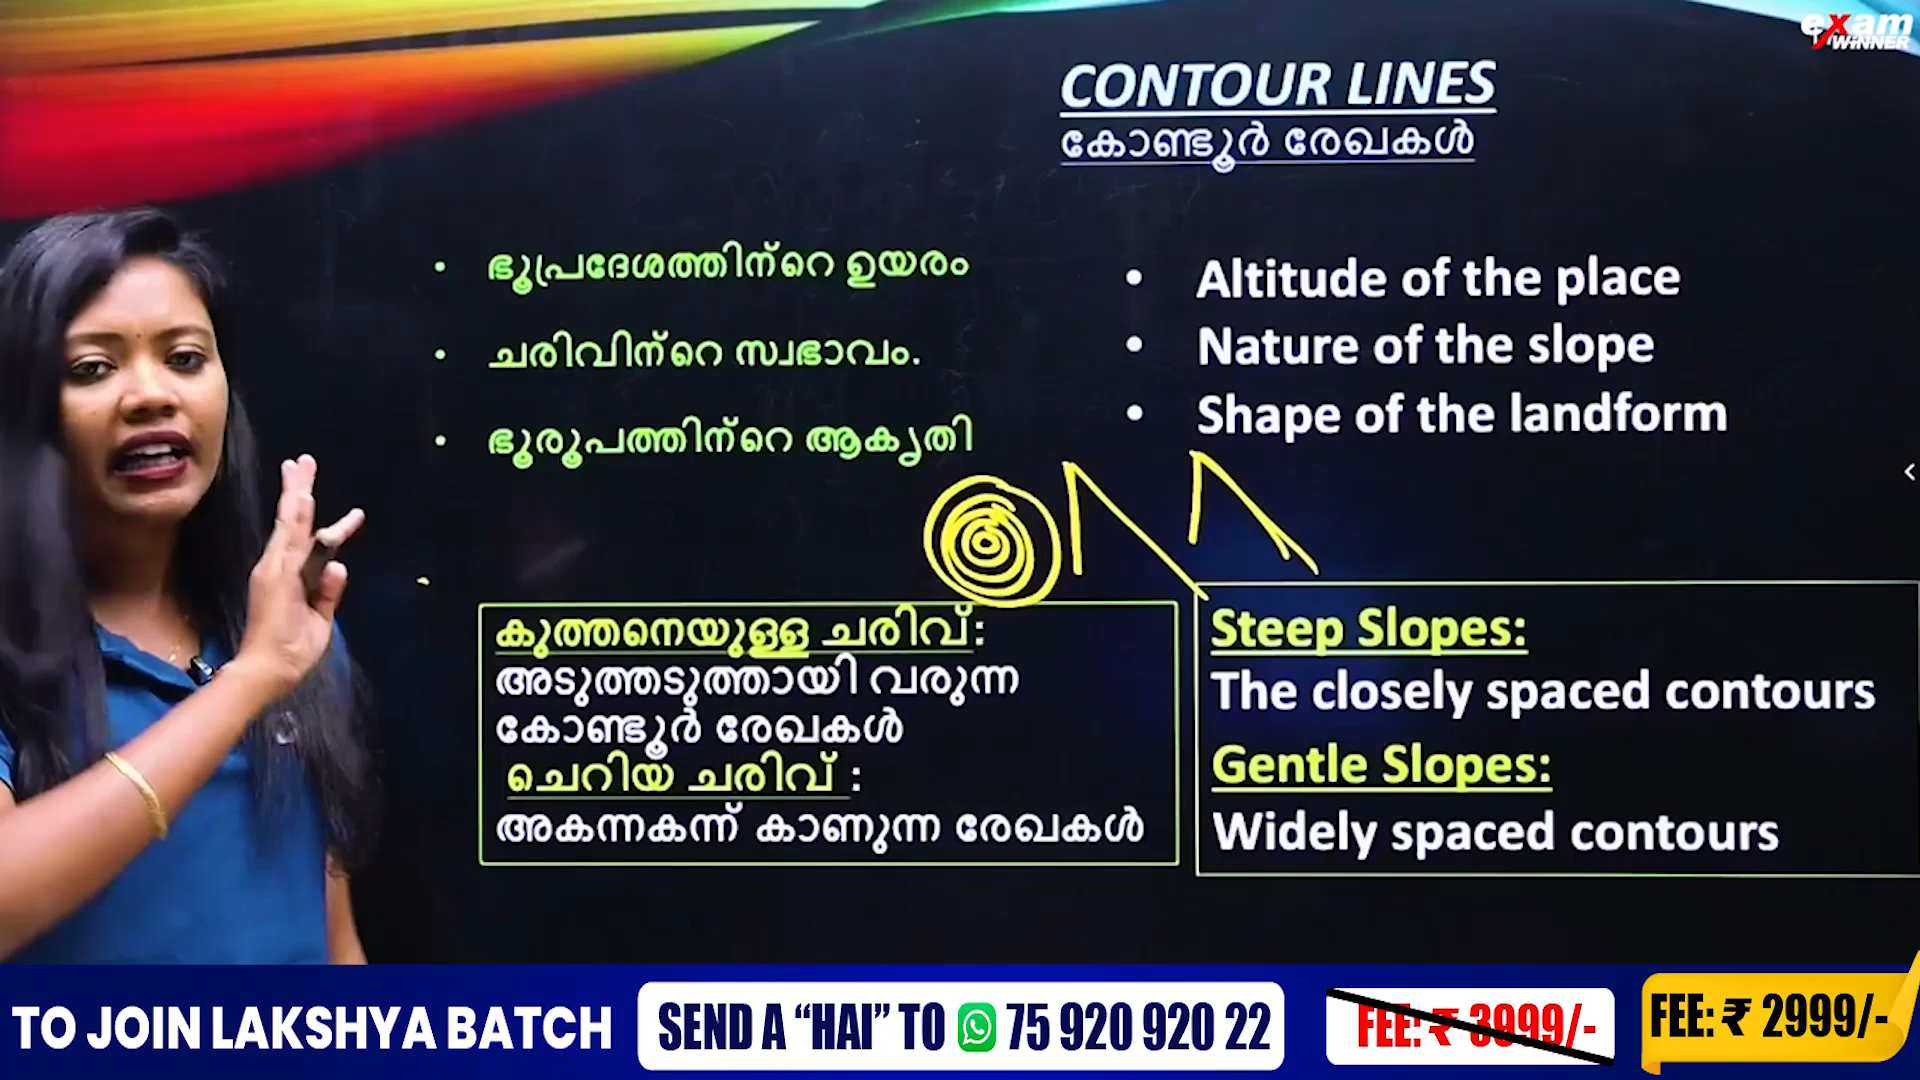 exam
WINNER
CONTOUR LINES
കോണ്ടൂർ രേഖകൾ
• ഭൂപ്രദേശത്തിന്റെ ഉയരം
• ചരിവിന്റെ സ്വഭാവം.
• ഭൂരൂപത്തിന്റെ ആകൃതി
• Altitude of the place
• Nature of the slope
• Shape of the landform
കുത്തനെയുള്ള ചരിവ്:
അടുത്തടുത്തായി വരുന്ന
കോണ്ടൂർ രേഖകൾ
ചെറിയ ചരിവ് :
അകന്നകന്ന് കാണുന്ന രേഖകൾ
Steep Slopes:
The closely spaced contours
Gentle Slopes:
Widely spaced contours
TO JOIN LAKSHYA BATCH
SEND A “HAI” TO 75 920 920 22
FEE: ₹ 3999/-
FEE: ₹ 2999/-